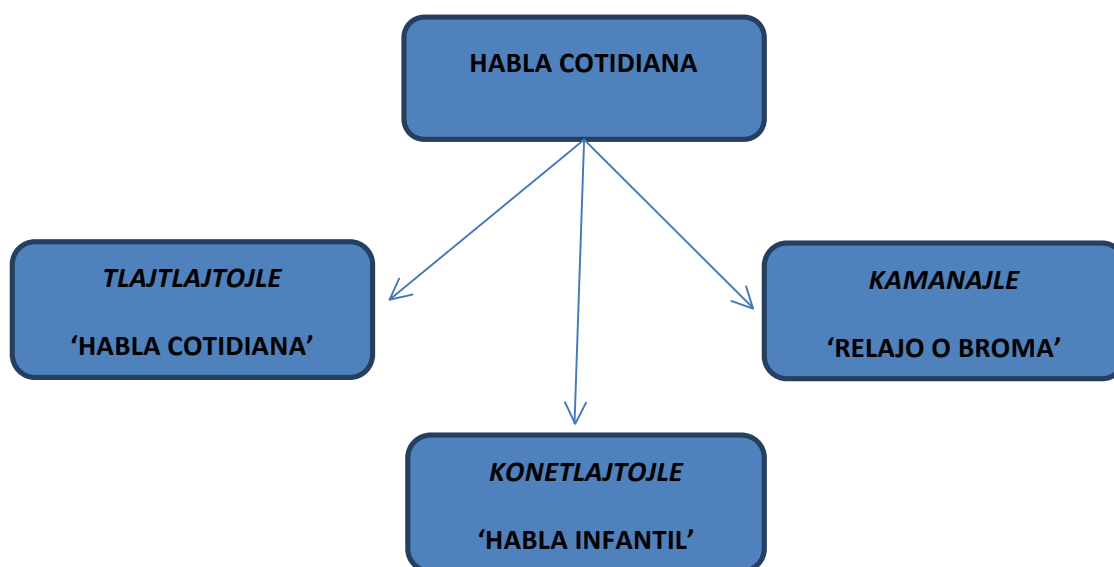 HABLA COTIDIANA
TLAJTLAJTOJLE
‘HABLA COTIDIANA’
KAMANAJLE
‘RELAJO O BROMA’
KONETLAJTOJLE
‘HABLA INFANTIL’